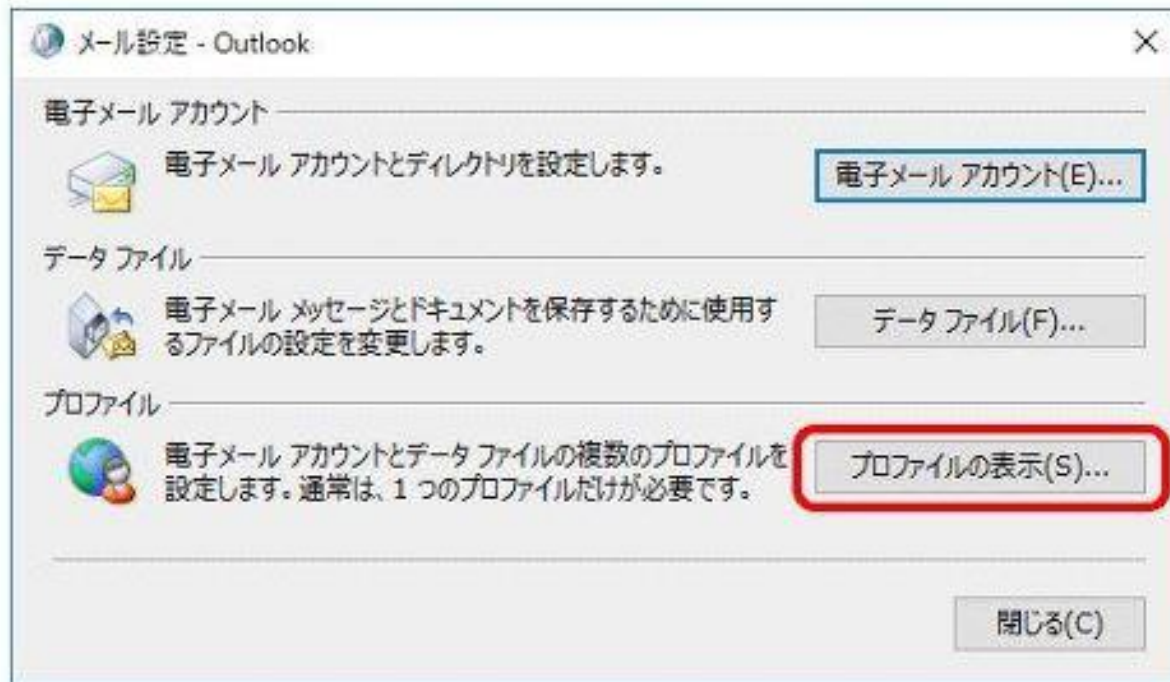 メール設定 - Outlook
電子メール アカウント
電子メール アカウントとディレクトリを設定します。
電子メール アカウント(E)...
データ ファイル
電子メール メッセージとドキュメントを保存するために使用す
るファイルの設定を変更します。
データ ファイル(F)...
プロファイル
電子メール アカウントとデータ ファイルの複数のプロファイルを
設定します。通常は、1 つのプロファイルだけが必要です。
プロファイルの表示(S)...
閉じる(C)